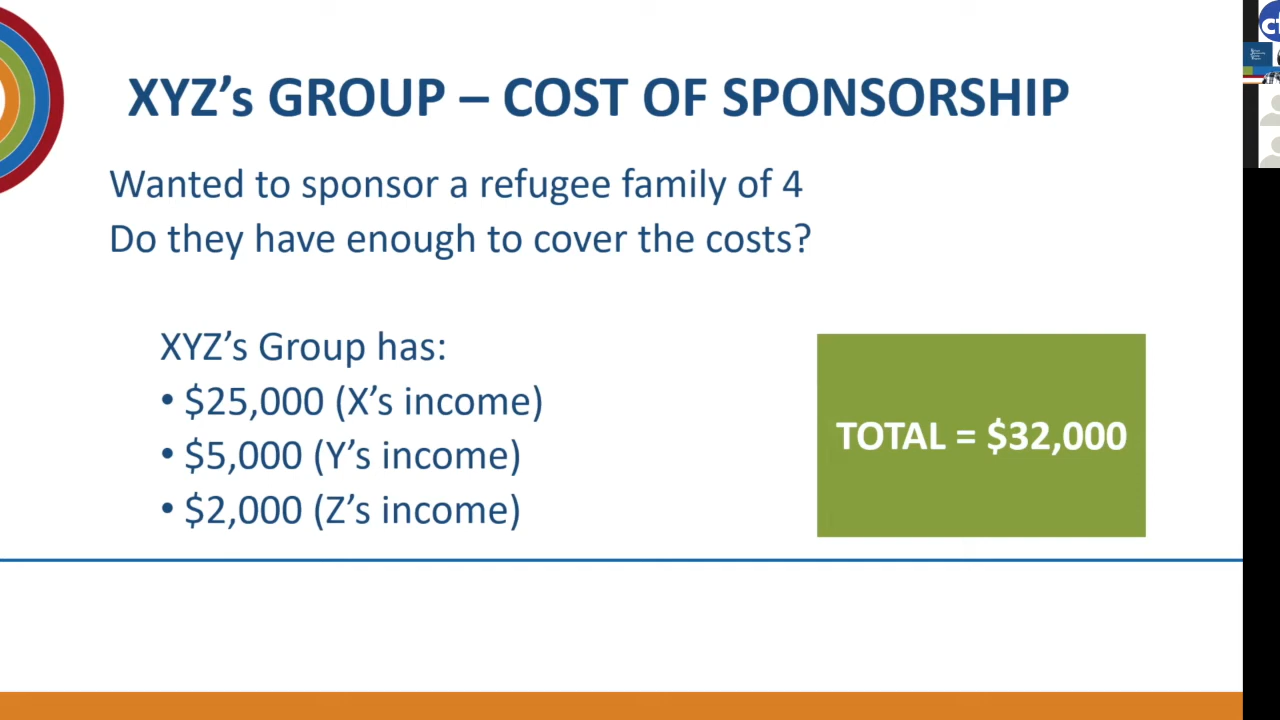 XYZ’s GROUP – COST OF SPONSORSHIP
Wanted to sponsor a refugee family of 4
Do they have enough to cover the costs?
XYZ’s Group has:
• $25,000 (X’s income)
• $5,000 (Y’s income)
• $2,000 (Z’s income)
TOTAL = $32,000